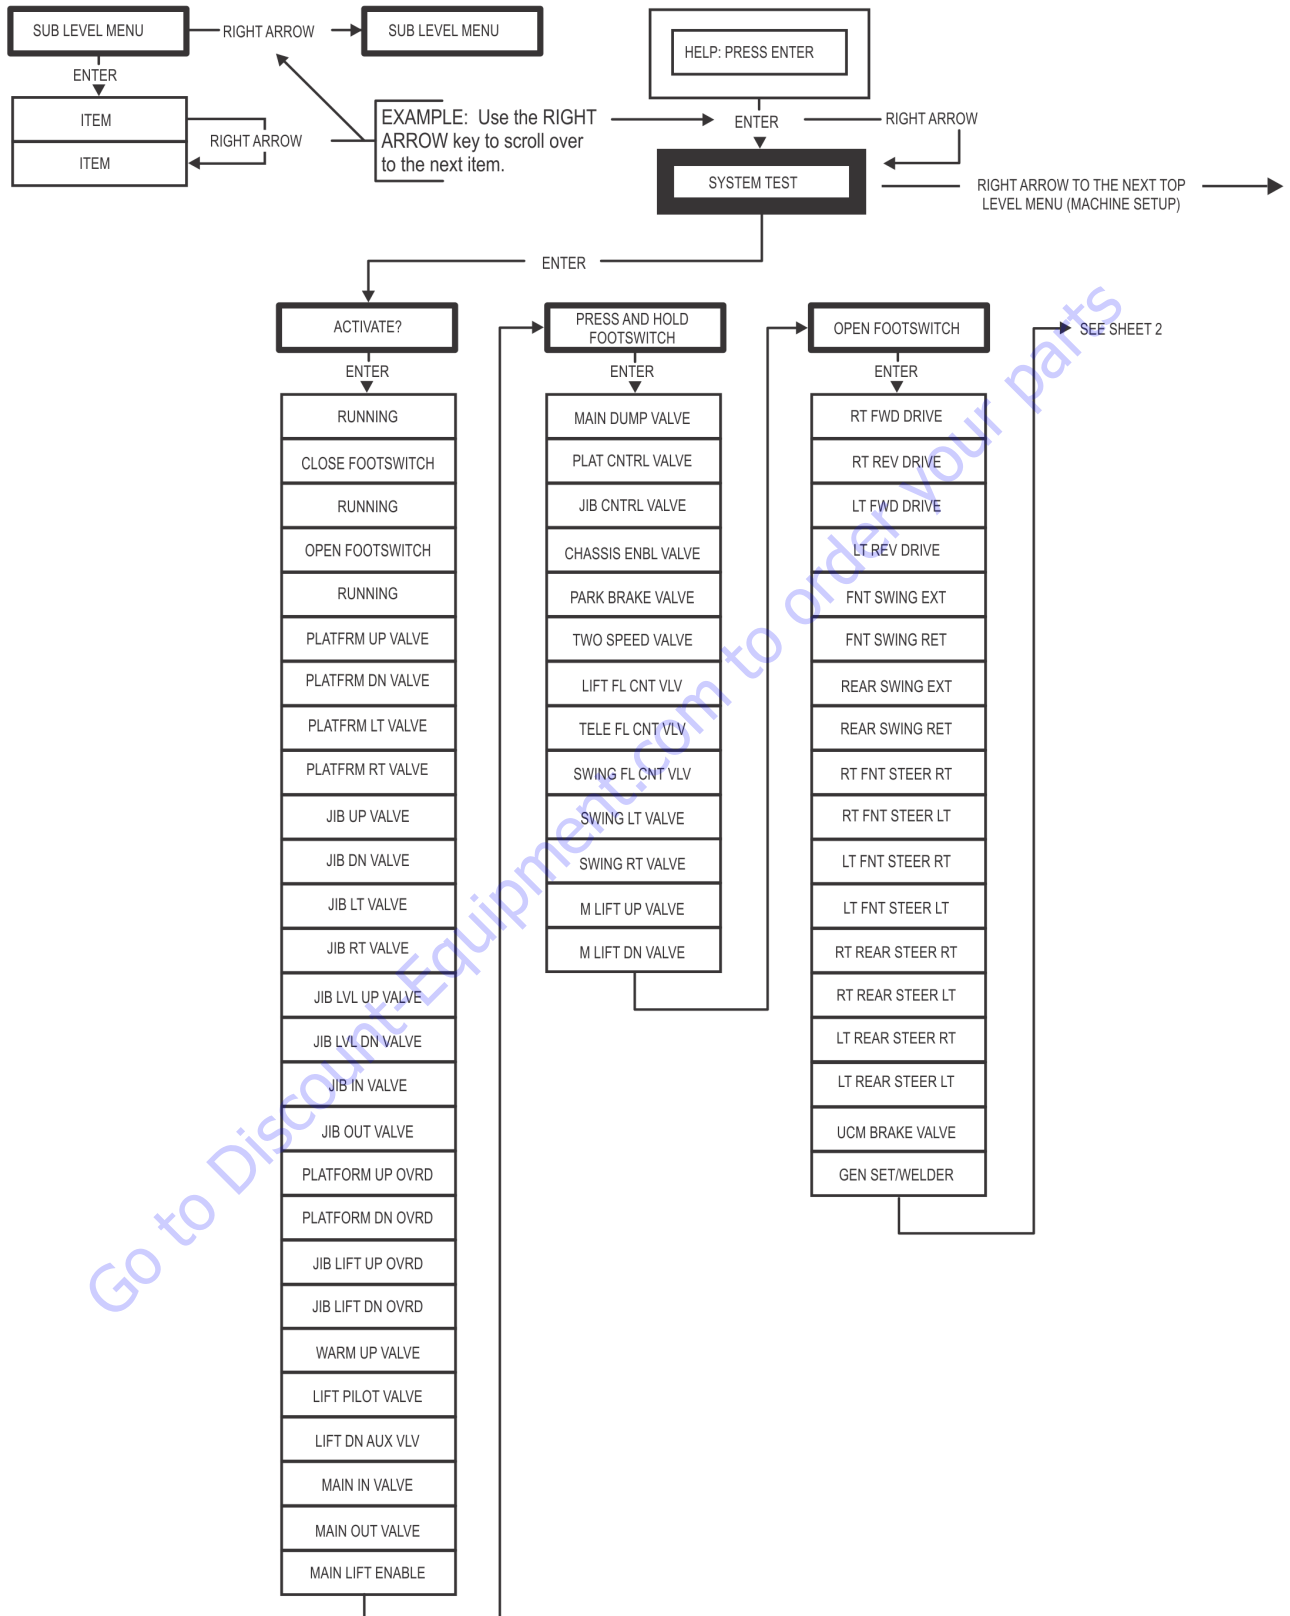 SUB LEVEL MENU
RIGHT ARROW
SUB LEVEL MENU
ENTER
ITEM
RIGHT ARROW
ITEM
EXAMPLE: Use the RIGHT
ARROW key to scroll over
to the next item.
HELP: PRESS ENTER
ENTER
RIGHT ARROW
SYSTEM TEST
RIGHT ARROW TO THE NEXT TOP
LEVEL MENU (MACHINE SETUP)
ENTER
ACTIVATE?
ENTER
RUNNING
CLOSE FOOTSWITCH
RUNNING
OPEN FOOTSWITCH
RUNNING
PLATFRM UP VALVE
PLATFRM DN VALVE
PLATFRM LT VALVE
PLATFRM RT VALVE
JIB UP VALVE
JIB DN VALVE
JIB LT VALVE
JIB RT VALVE
JIB LVL UP VALVE
JIB LVL DN VALVE
JIB IN VALVE
JIB OUT VALVE
PLATFORM UP OVRD
PLATFORM DN OVRD
JIB LIFT UP OVRD
JIB LIFT DN OVRD
WARM UP VALVE
LIFT PILOT VALVE
LIFT DN AUX VLV
MAIN IN VALVE
MAIN OUT VALVE
MAIN LIFT ENABLE
PRESS AND HOLD
FOOTSWITCH
ENTER
MAIN DUMP VALVE
PLAT CNTRL VALVE
JIB CNTRL VALVE
CHASSIS ENBL VALVE
PARK BRAKE VALVE
TWO SPEED VALVE
LIFT FL CNT VLV
TELE FL CNT VLV
SWING FL CNT VLV
SWING LT VALVE
SWING RT VALVE
M LIFT UP VALVE
M LIFT DN VALVE
OPEN FOOTSWITCH
ENTER
RT FWD DRIVE
RT REV DRIVE
LT FWD DRIVE
LT REV DRIVE
FNT SWING EXT
FNT SWING RET
REAR SWING EXT
REAR SWING RET
RT FNT STEER RT
RT FNT STEER LT
LT FNT STEER RT
LT FNT STEER LT
RT REAR STEER RT
RT REAR STEER LT
LT REAR STEER RT
LT REAR STEER LT
UCM BRAKE VALVE
GEN SET/WELDER
SEE SHEET 2
Go to Discount-Equipment.com to order your parts